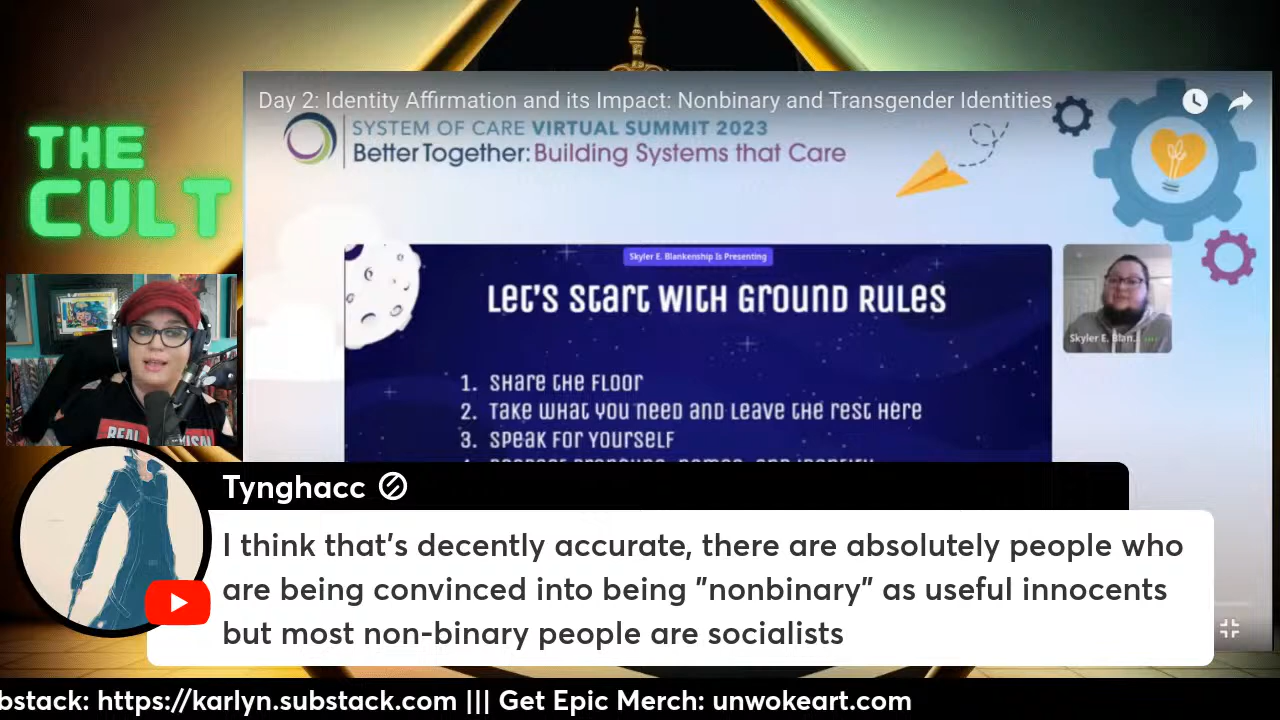 Day 2: Identity Affirmation and its Impact: Nonbinary and Transgender Identities
SYSTEM OF CARE VIRTUAL SUMMIT 2023
Better Together: Building Systems that Care
THE
CULT
Skyler E. Blankenship Is Presenting
Let's Start With Ground Rules
1. Share the floor
2. Take what you need and leave the rest here
3. Speak for yourself
Skyler E. Blan...
REAL
Tynghacc
I think that's decently accurate, there are absolutely people who
are being convinced into being "nonbinary" as useful innocents
but most non-binary people are socialists
bstack: https://karlyn.substack.com ||| Get Epic Merch: unwokeart.com